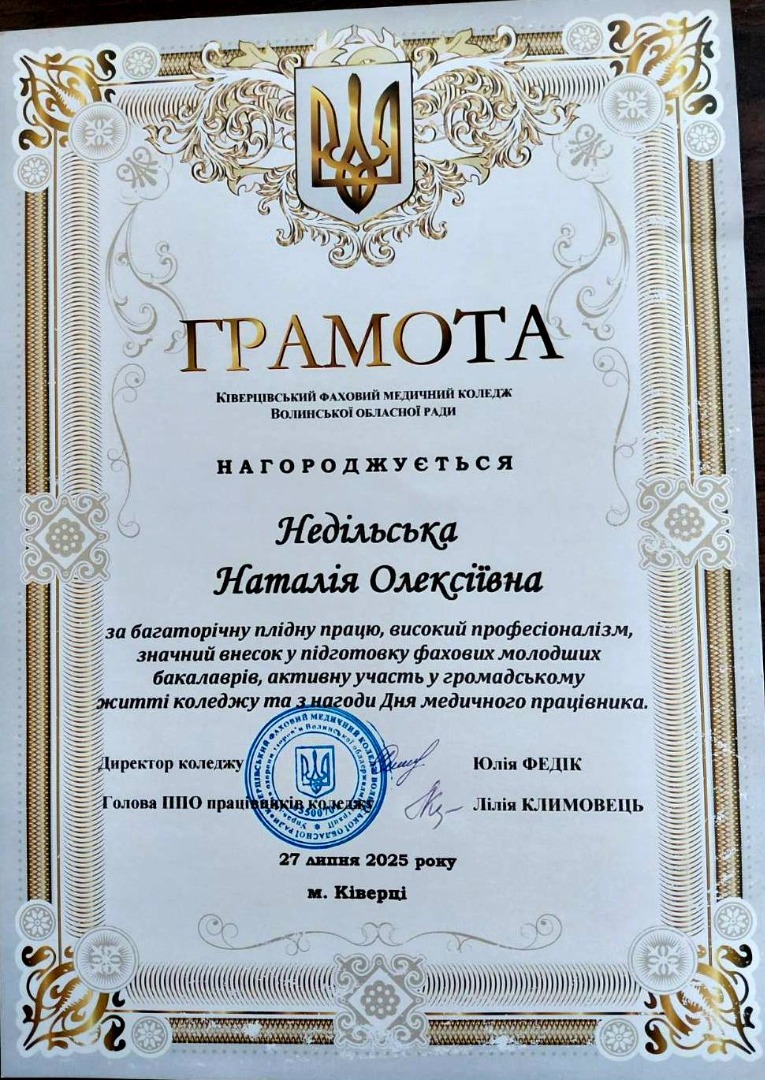 ГРАМОТА
КІВЕРЦІВСЬКИЙ ФАХОВИЙ МЕДИЧНИЙ КОЛЕДЖ
ВОЛИНСЬКОЇ ОБЛАСНОЇ РАДИ
НАГОРОДЖУЄТЬСЯ
Недільська
Наталія Олексіївна
за багаторічну плідну працю, високий професіоналізм,
значний внесок у підготовку фахових молодших
бакалаврів, активну участь у громадському
житті коледжу та з нагоди Дня медичного працівника.
Директор коледжу Юлія ФЕДІК
Голова ППО працівників коледжу Лілія КЛИМОВЕЦЬ
27 липня 2025 року
м. Ківерці